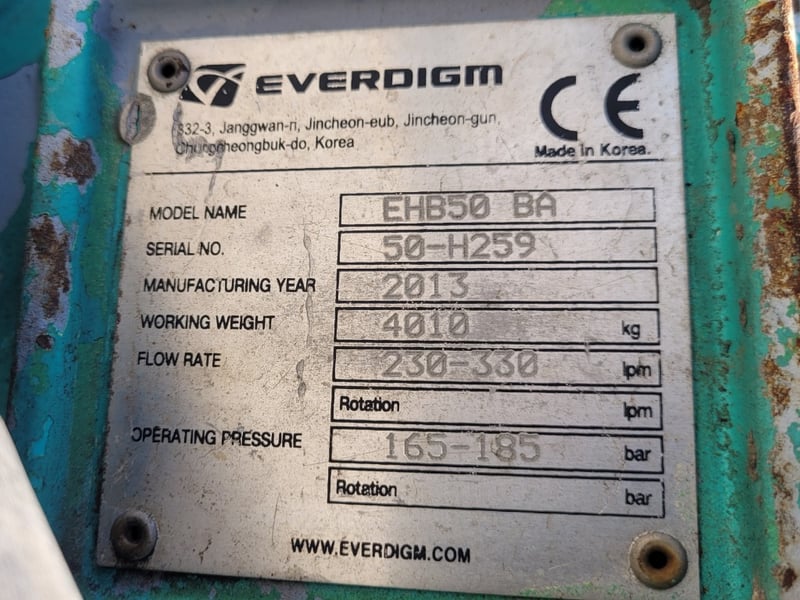 EVERDIGM
332-3, Janggwan-ri, Jincheon-eub, Jincheon-gun,
Chungcheongbuk-do, Korea
CE
Made in Korea.
MODEL NAME EHB50 BA
SERIAL NO. 50-H259
MANUFACTURING YEAR 2013
WORKING WEIGHT 4010 kg
FLOW RATE 230-330 lpm
Rotation lpm
OPERATING PRESSURE 165-185 bar
Rotation bar
WWW.EVERDIGM.COM